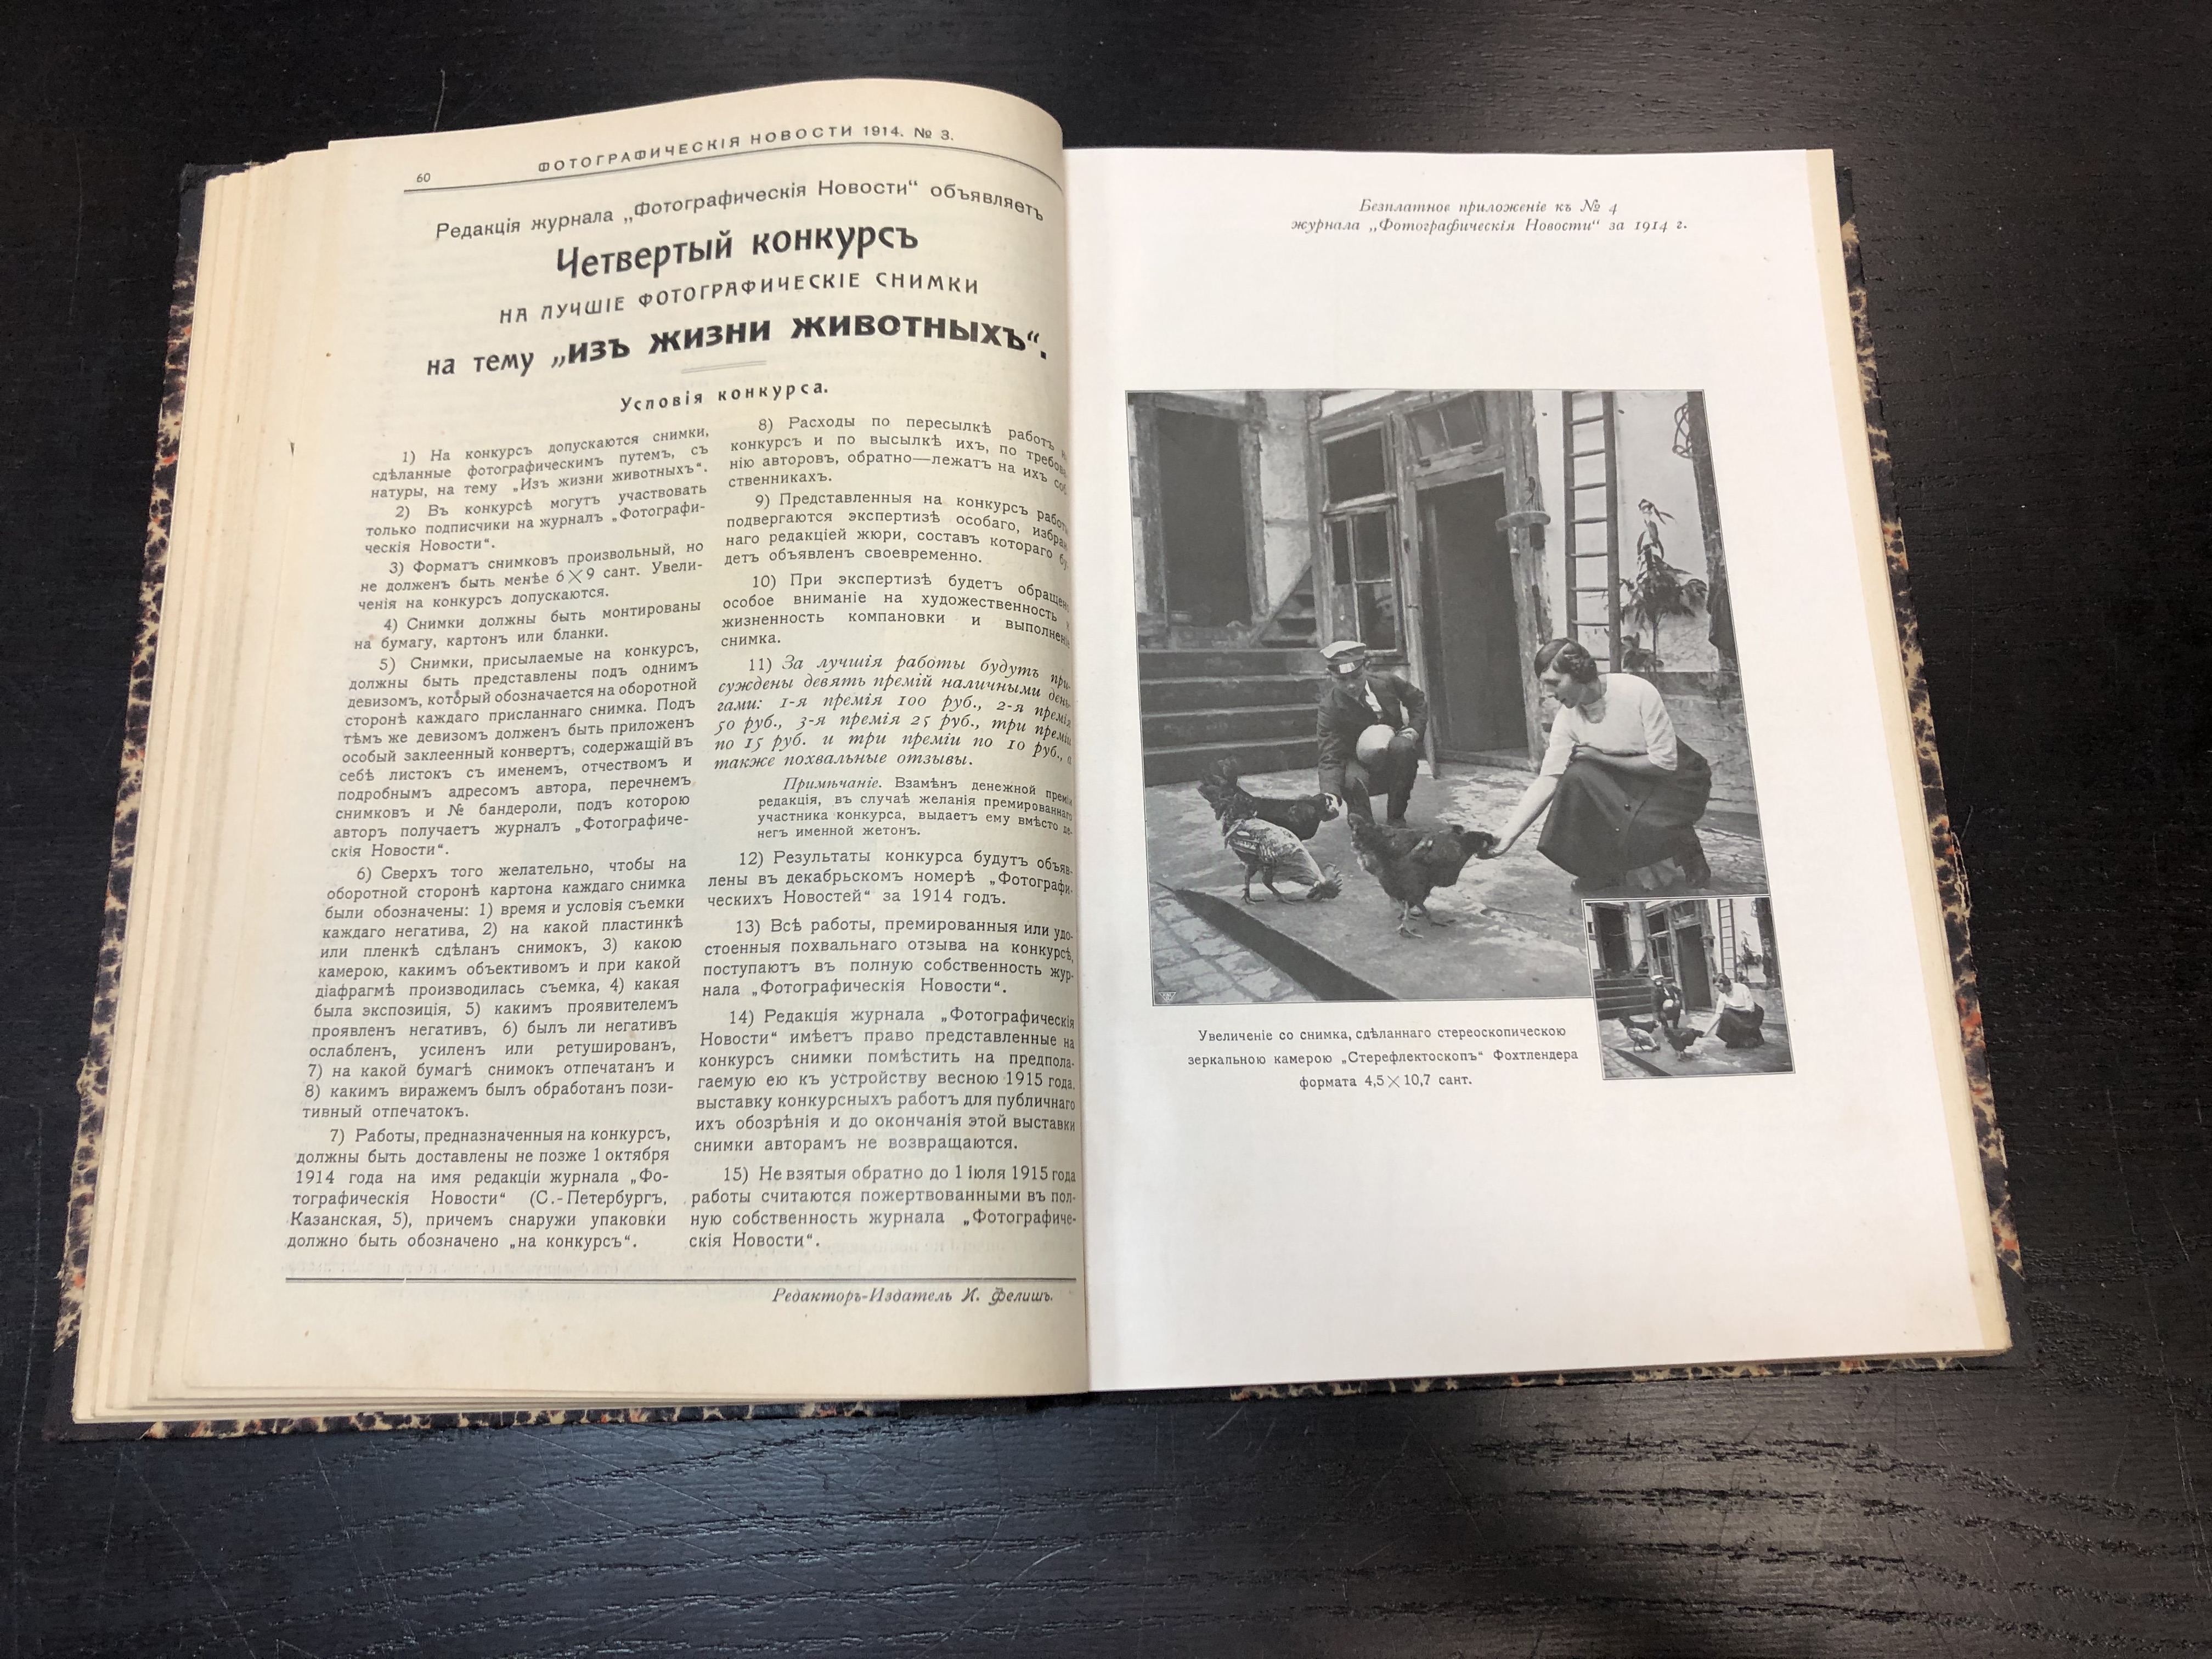 60
ФОТОГРАФИЧЕСКІЯ НОВОСТИ 1914. № 3.
Редакція журнала „Фотографическія Новости“ объявляетъ
Четвертый конкурсъ
НА ЛУЧШІЕ ФОТОГРАФИЧЕСКІЕ СНИМКИ
на тему „ИЗЪ ЖИЗНИ ЖИВОТНЫХЪ“.
Условія конкурса.
1) На конкурсъ допускаются снимки,
сдѣланные фотографическимъ путемъ, съ
натуры, на тему „Изъ жизни животныхъ“.
2) Въ конкурсѣ могутъ участвовать
только подписчики на журналъ „Фотографи-
ческія Новости“.
3) Форматъ снимковъ произвольный, но
не долженъ быть менѣе 6×9 сант. Увели-
ченія на конкурсъ допускаются.
4) Снимки должны быть монтированы
на бумагу, картонъ или бланки.
5) Снимки, присылаемые на конкурсъ,
должны быть представлены подъ однимъ
девизомъ, который обозначается на оборотной
сторонѣ каждаго присланнаго снимка. Подъ
тѣмъ же девизомъ долженъ быть приложенъ
особый заклеенный конвертъ, содержащій въ
себѣ листокъ съ именемъ, отчествомъ и
подробнымъ адресомъ автора, перечнемъ
снимковъ и № бандероли, подъ которою
авторъ получаетъ журналъ „Фотографиче-
скія Новости“.
6) Сверхъ того желательно, чтобы на
оборотной сторонѣ картона каждаго снимка
были обозначены: 1) время и условія съемки
каждаго негатива, 2) на какой пластинкѣ
или пленкѣ сдѣланъ снимокъ, 3) какою
камерою, какимъ объективомъ и при какой
діафрагмѣ производилась съемка, 4) какая
была экспозиція, 5) какимъ проявителемъ
проявленъ негативъ, 6) былъ ли негативъ
ослабленъ, усиленъ или ретушированъ,
7) на какой бумагѣ снимокъ отпечатанъ и
8) какимъ виражемъ былъ обработанъ пози-
тивный отпечатокъ.
7) Работы, предназначенныя на конкурсъ,
должны быть доставлены не позже 1 октября
1914 года на имя редакціи журнала „Фо-
тографическія Новости“ (С.-Петербургъ,
Казанская, 5), причемъ снаружи упаковки
должно быть обозначено „на конкурсъ“.
8) Расходы по пересылкѣ работъ
конкурсъ и по высылкѣ ихъ, по требова
нію авторовъ, обратно—лежатъ на ихъ соб
ственникахъ.
9) Представленныя на конкурсъ работы
подвергаются экспертизѣ особаго, избран
наго редакціей жюри, составъ котораго бу-
детъ объявленъ своевременно.
10) При экспертизѣ будетъ обращено
особое вниманіе на художественность и
жизненность компановки и выполненіе
снимка.
11) За лучшія работы будутъ при-
суждены девять премій наличными день-
гами: 1-я премія 100 руб., 2-я премія
50 руб., 3-я премія 25 руб., три преміи
по 15 руб. и три преміи по 10 руб., а
также похвальные отзывы.
Примѣчаніе. Взамѣнъ денежной преміи
редакція, въ случаѣ желанія премированнаго
участника конкурса, выдаетъ ему вмѣсто де-
негъ именной жетонъ.
12) Результаты конкурса будутъ объяв-
лены въ декабрьскомъ номерѣ „Фотографи-
ческихъ Новостей“ за 1914 годъ.
13) Всѣ работы, премированныя или удо-
стоенныя похвальнаго отзыва на конкурсѣ,
поступаютъ въ полную собственность жур-
нала „Фотографическія Новости“.
14) Редакція журнала „Фотографическія
Новости“ имѣетъ право представленные на
конкурсъ снимки помѣстить на предпола-
гаемую ею къ устройству весною 1915 года,
выставку конкурсныхъ работъ для публичнаго
ихъ обозрѣнія и до окончанія этой выставки
снимки авторамъ не возвращаются.
15) Не взятыя обратно до 1 іюля 1915 года
работы считаются пожертвованными въ пол-
ную собственность журнала „Фотографиче-
скія Новости“.
Редакторъ-Издатель И. Фелишъ.
Безплатное приложеніе къ № 4
журнала „Фотографическія Новости“ за 1914 г.
Увеличеніе со снимка, сдѣланнаго стереоскопическою
зеркальною камерою „Стерефлектоскопъ“ Фохтлендера
формата 4,5×10,7 сант.